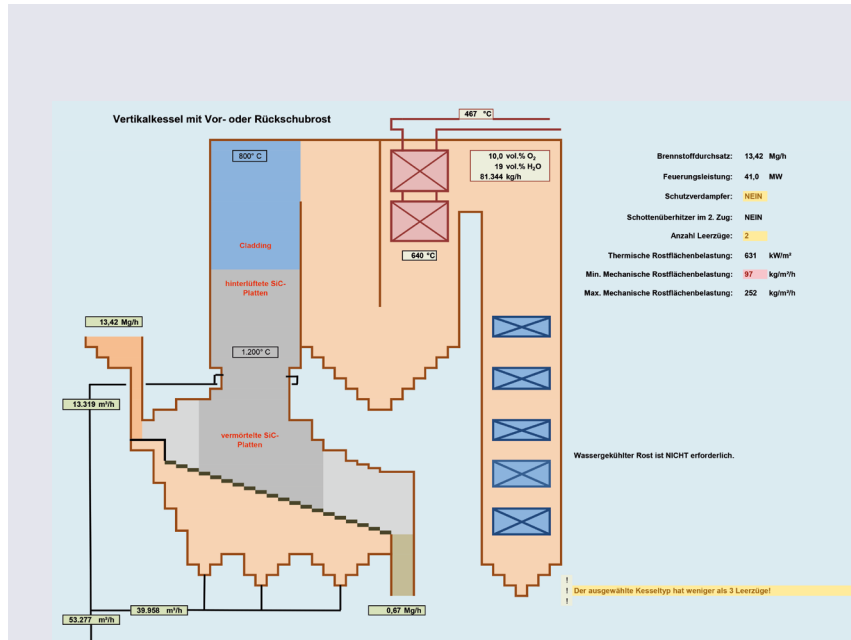 Vertikalkessel mit Vor- oder Rückschubrost
467 °C
800° C
10,0 vol.% O₂
19 vol.% H₂O
81.344 kg/h
Cladding
640 °C
hinterlüftete SiC-
Platten
13,42 Mg/h
1.200° C
13.319 m³/h
vermörtelte SiC-
Platten
39.958 m³/h
0,67 Mg/h
53.277 m³/h
Brennstoffdurchsatz: 13,42 Mg/h
Feuerungsleistung: 41,0 MW
Schutzverdampfer: NEIN
Schottenüberhitzer im 2. Zug: NEIN
Anzahl Leerzüge: 2
Thermische Rostflächenbelastung: 631 kW/m²
Min. Mechanische Rostflächenbelastung: 97 kg/m²/h
Max. Mechanische Rostflächenbelastung: 252 kg/m²/h
Wassergekühlter Rost ist NICHT erforderlich.
!
! Der ausgewählte Kesseltyp hat weniger als 3 Leerzüge!
!